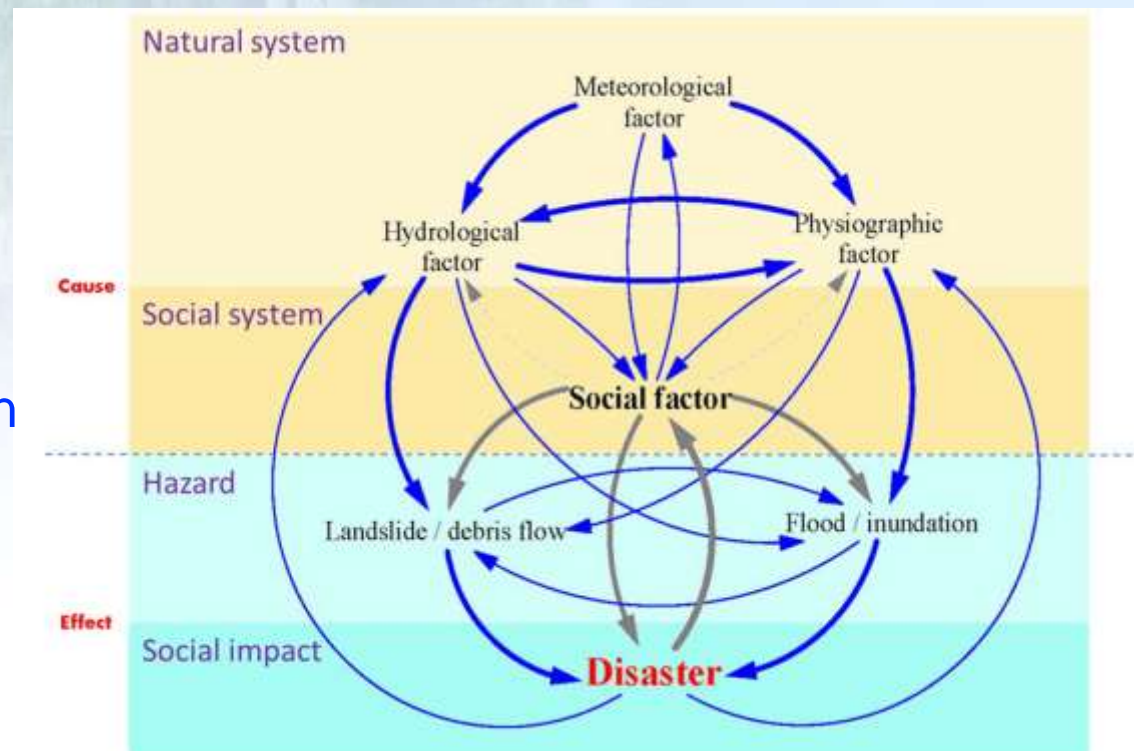 Natural system
Meteorological
factor
Hydrological
factor
Physiographic
factor
Cause
Social system
Social factor
n
Hazard
Landslide / debris flow
Flood / inundation
Effect
Social impact
Disaster